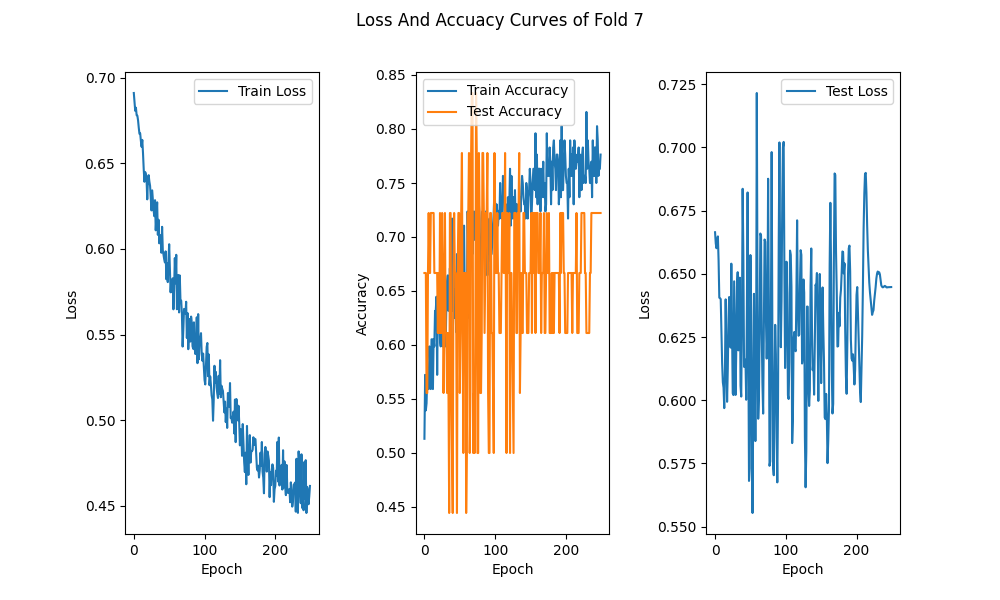 Loss And Accuacy Curves of Fold 7
Train Loss
0.70
0.65
0.60
0.55
0.50
0.45
Loss
0
100
200
Epoch
Train Accuracy
Test Accuracy
0.85
0.80
0.75
0.70
0.65
0.60
0.55
0.50
0.45
Accuracy
0
100
200
Epoch
Test Loss
0.725
0.700
0.675
0.650
0.625
0.600
0.575
0.550
Loss
0
100
200
Epoch